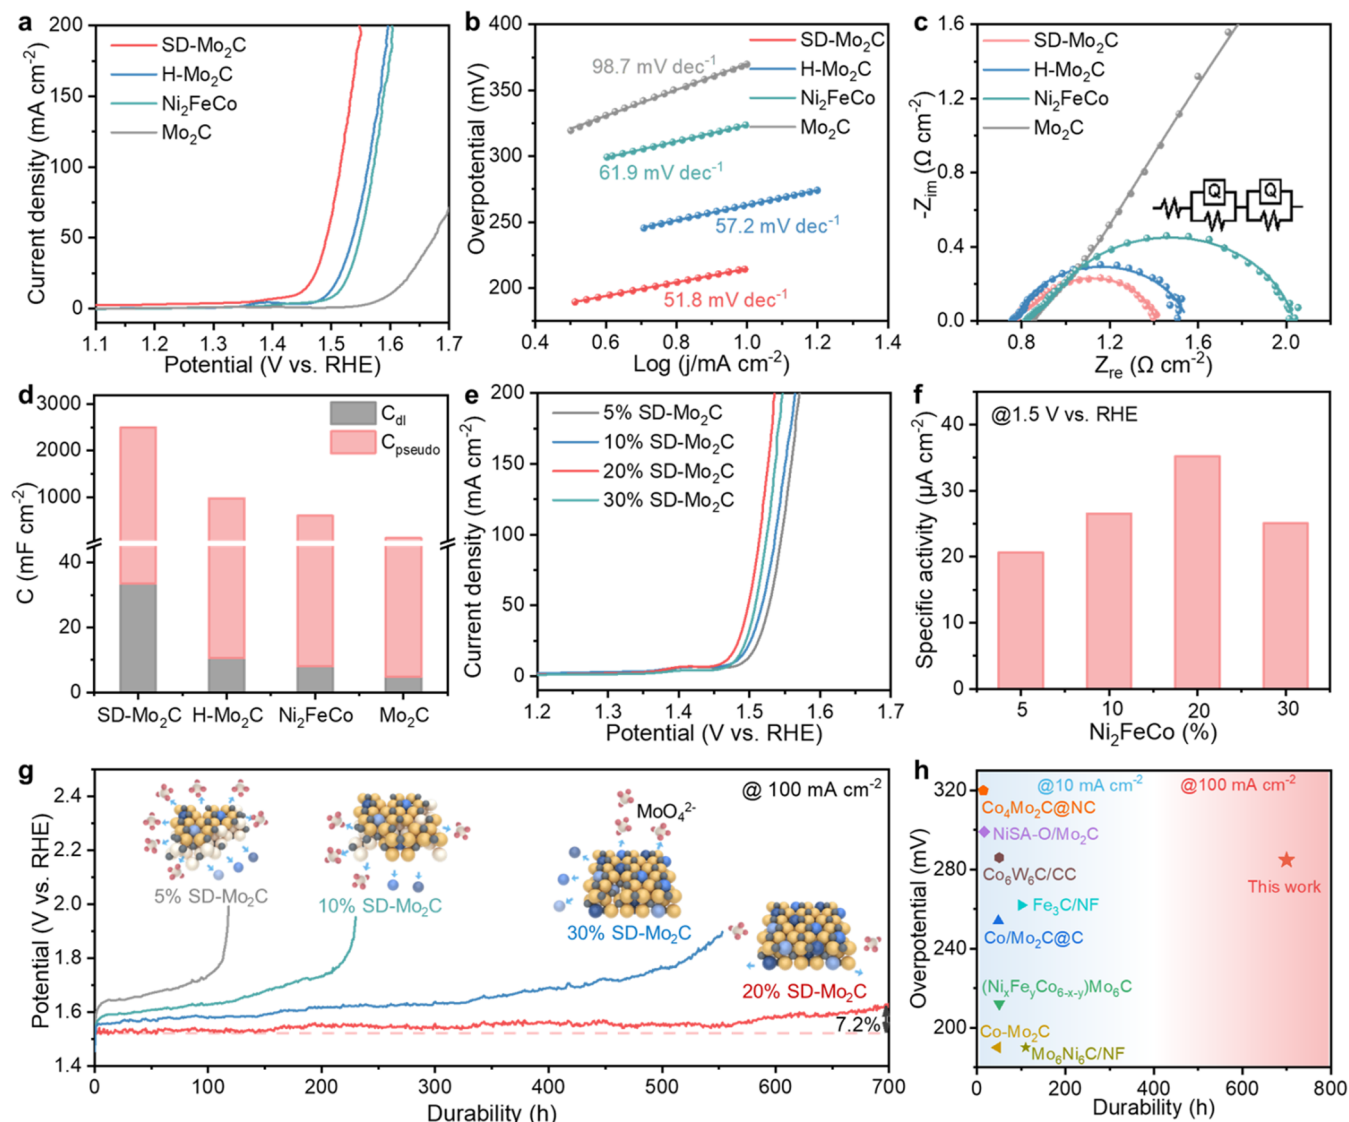 a
200
150
100
50
0
1.1 1.2 1.3 1.4 1.5 1.6 1.7
Current density (mA cm⁻²)
Potential (V vs. RHE)
SD-Mo₂C
H-Mo₂C
Ni₂FeCo
Mo₂C
b
400
350
300
250
200
0.4 0.6 0.8 1.0 1.2 1.4
Overpotential (mV)
Log (j/mA cm⁻²)
SD-Mo₂C
H-Mo₂C
Ni₂FeCo
Mo₂C
98.7 mV dec⁻¹
61.9 mV dec⁻¹
57.2 mV dec⁻¹
51.8 mV dec⁻¹
c
1.6
1.2
0.8
0.4
0.0
0.8 1.2 1.6 2.0
-Zim (Ω cm⁻²)
Zre (Ω cm⁻²)
SD-Mo₂C
H-Mo₂C
Ni₂FeCo
Mo₂C
Q Q
d
3000
2000
1000
40
20
0
C (mF cm⁻²)
Cdl
Cpseudo
SD-Mo₂C H-Mo₂C Ni₂FeCo Mo₂C
e
200
150
100
50
0
1.2 1.3 1.4 1.5 1.6 1.7
Current density (mA cm⁻²)
Potential (V vs. RHE)
5% SD-Mo₂C
10% SD-Mo₂C
20% SD-Mo₂C
30% SD-Mo₂C
f
40
30
20
10
0
5 10 20 30
Specific activity (μA cm⁻²)
Ni₂FeCo (%)
@1.5 V vs. RHE
g
2.4
2.2
2.0
1.8
1.6
1.4
0 100 200 300 400 500 600 700
Potential (V vs. RHE)
Durability (h)
@ 100 mA cm⁻²
MoO₄²⁻
5% SD-Mo₂C
10% SD-Mo₂C
30% SD-Mo₂C
20% SD-Mo₂C
7.2%
h
320
280
240
200
0 200 400 600 800
Overpotential (mV)
Durability (h)
@10 mA cm⁻²
@100 mA cm⁻²
Co₄Mo₂C@NC
NiSA-O/Mo₂C
Co₆W₆C/CC
This work
Fe₃C/NF
Co/Mo₂C@C
(NiₓFeᵧCo₆₋ₓ₋ᵧ)Mo₆C
Co-Mo₂C
Mo₆Ni₆C/NF